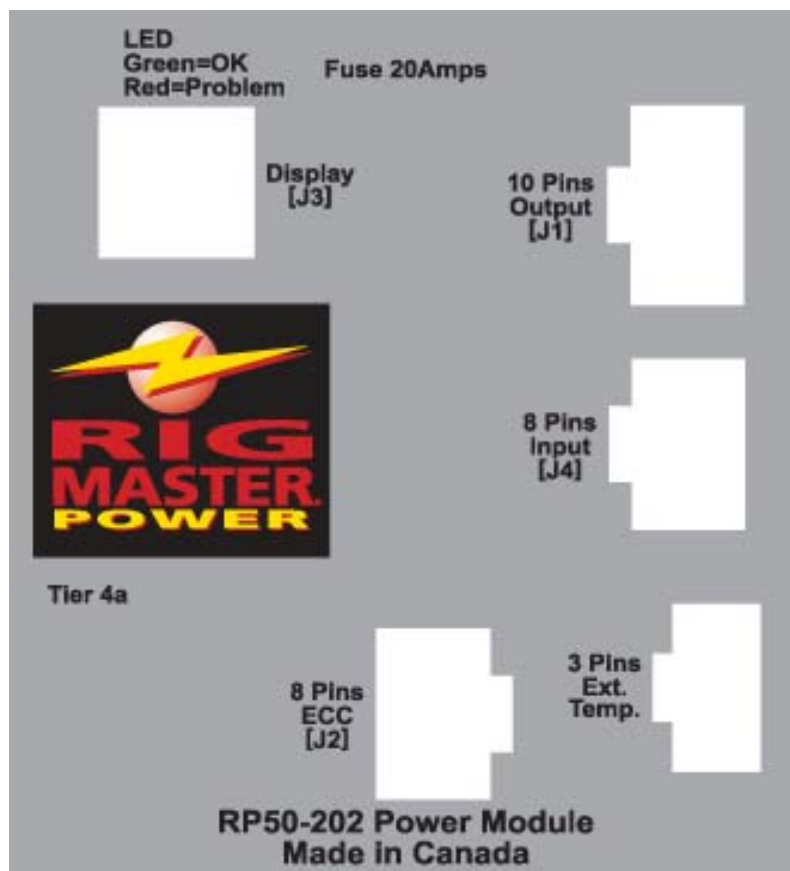 LED
Green=OK
Red=Problem
Fuse 20Amps
Display
[J3]
10 Pins
Output
[J1]
RIG
MASTER.
POWER
8 Pins
Input
[J4]
Tier 4a
8 Pins
ECC
[J2]
3 Pins
Ext.
Temp.
RP50-202 Power Module
Made in Canada